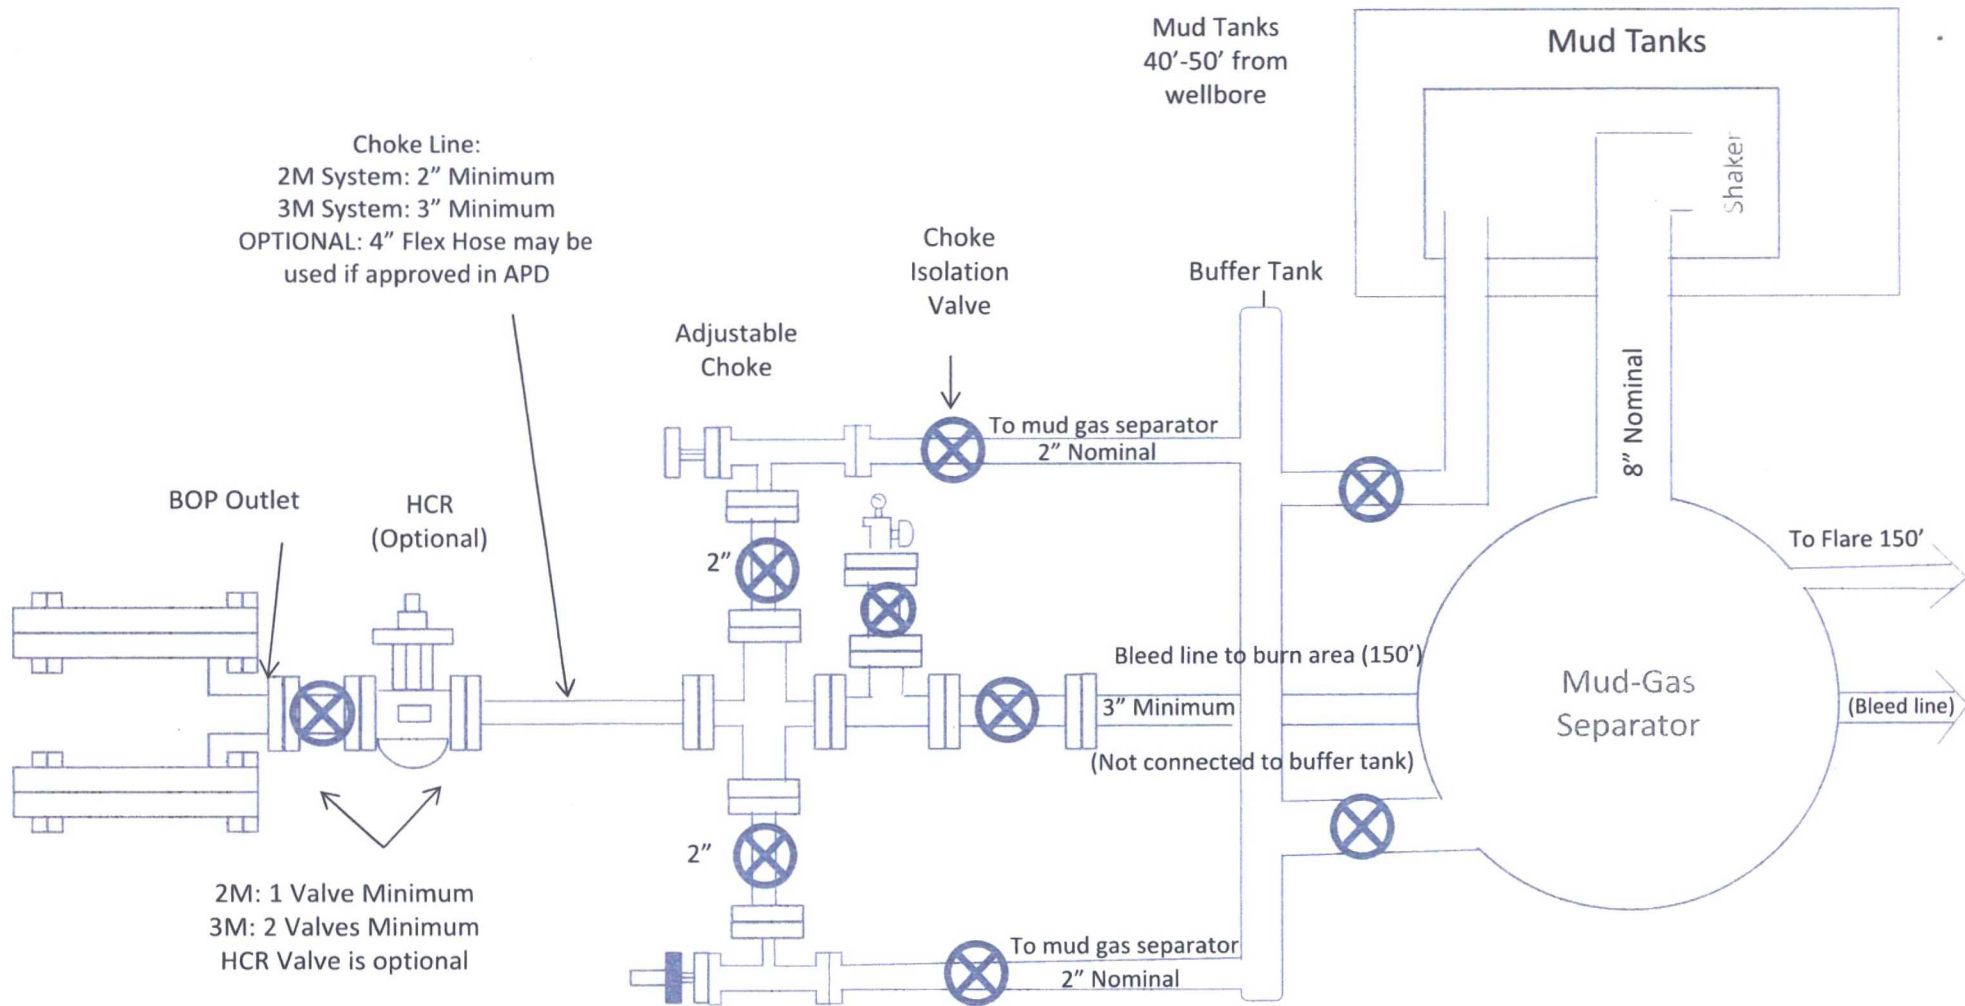 Mud Tanks
40'-50' from
wellbore
Mud Tanks
Shaker
Choke Line:
2M System: 2” Minimum
3M System: 3” Minimum
OPTIONAL: 4” Flex Hose may be
used if approved in APD
Choke
Isolation
Valve
Buffer Tank
Adjustable
Choke
To mud gas separator
2” Nominal
8” Nominal
BOP Outlet
HCR
(Optional)
2”
To Flare 150’
Bleed line to burn area (150’)
3” Minimum
(Not connected to buffer tank)
Mud-Gas
Separator
(Bleed line)
2”
2M: 1 Valve Minimum
3M: 2 Valves Minimum
HCR Valve is optional
To mud gas separator
2” Nominal